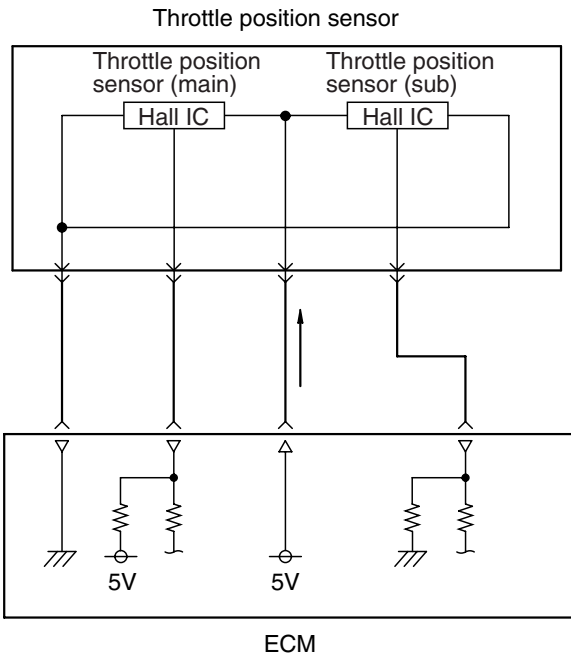 Throttle position sensor
Throttle position
sensor (main)
Throttle position
sensor (sub)
Hall IC
Hall IC
5V
5V
ECM